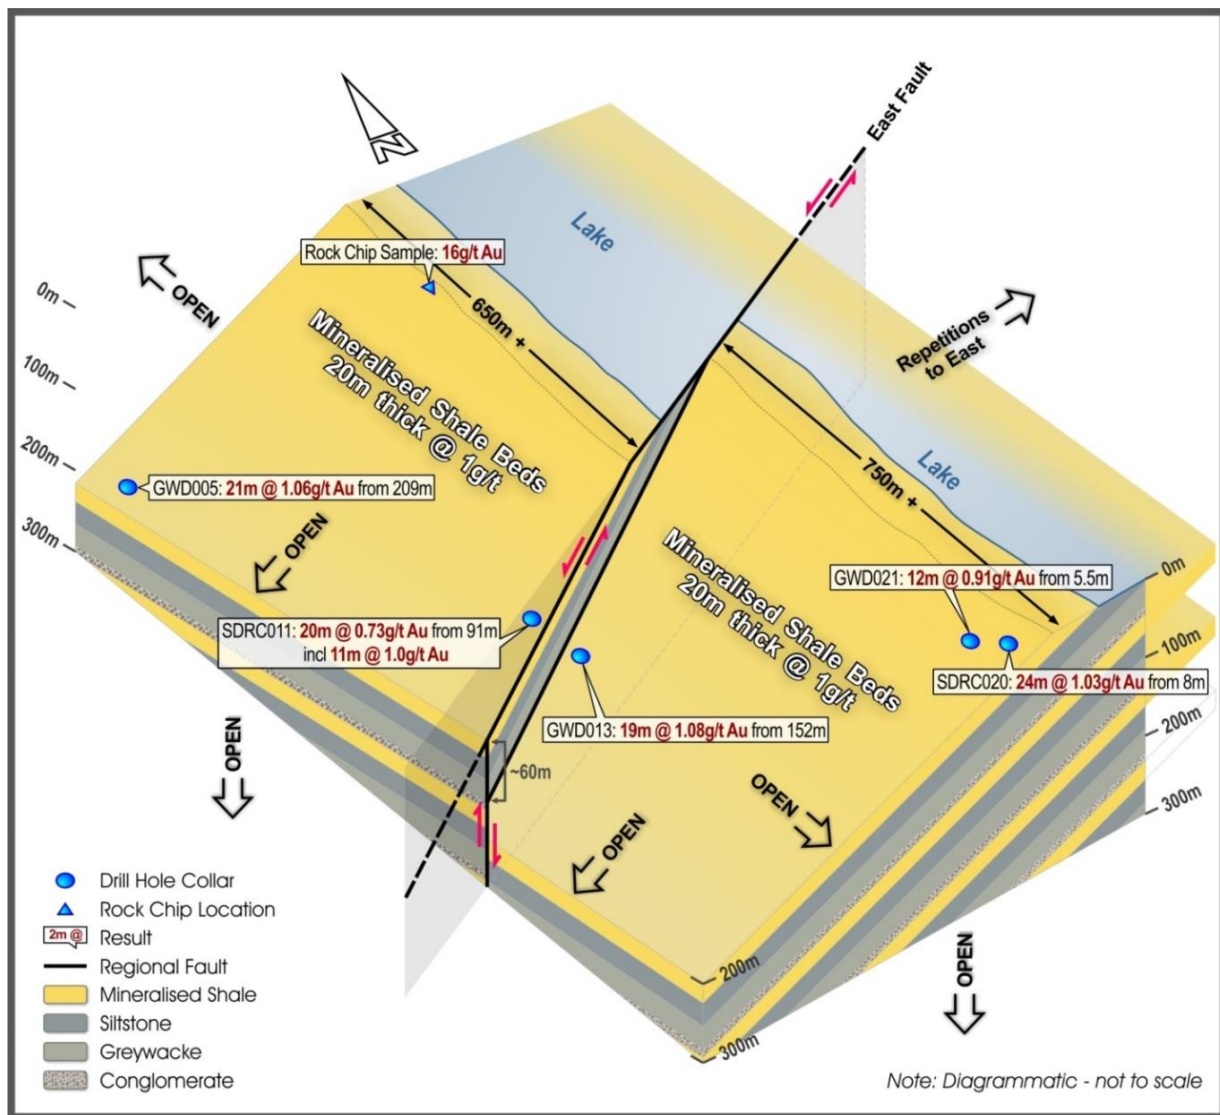 N
East Fault
Lake
Rock Chip Sample: 16g/t Au
OPEN
0m
100m
200m
300m
650m +
Mineralised Shale Beds
20m thick @ 1g/t
Repetitions
to East
Lake
750m +
GWD005: 21m @ 1.06g/t Au from 209m
OPEN
Mineralised Shale Beds
20m thick @ 1g/t
GWD021: 12m @ 0.91g/t Au from 5.5m
0m
100m
200m
300m
SDRC011: 20m @ 0.73g/t Au from 91m
incl 11m @ 1.0g/t Au
SDRC020: 24m @ 1.03g/t Au from 8m
GWD013: 19m @ 1.08g/t Au from 152m
OPEN
~60m
OPEN
OPEN
200m
300m
OPEN
Drill Hole Collar
Rock Chip Location
2m @
Result
Regional Fault
Mineralised Shale
Siltstone
Greywacke
Conglomerate
Note: Diagrammatic - not to scale